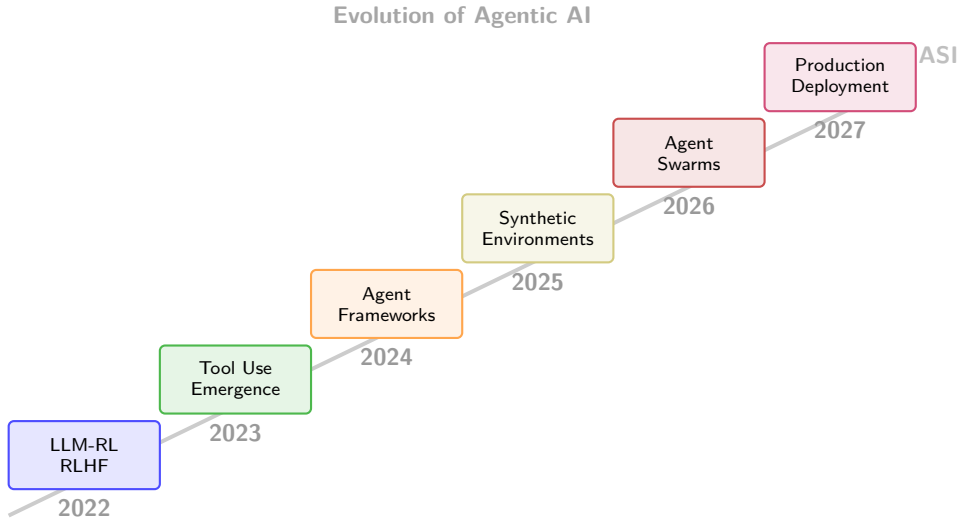 Evolution of Agentic AI
ASI
Production
Deployment
2027
Agent
Swarms
2026
Synthetic
Environments
2025
Agent
Frameworks
2024
Tool Use
Emergence
2023
LLM-RL
RLHF
2022